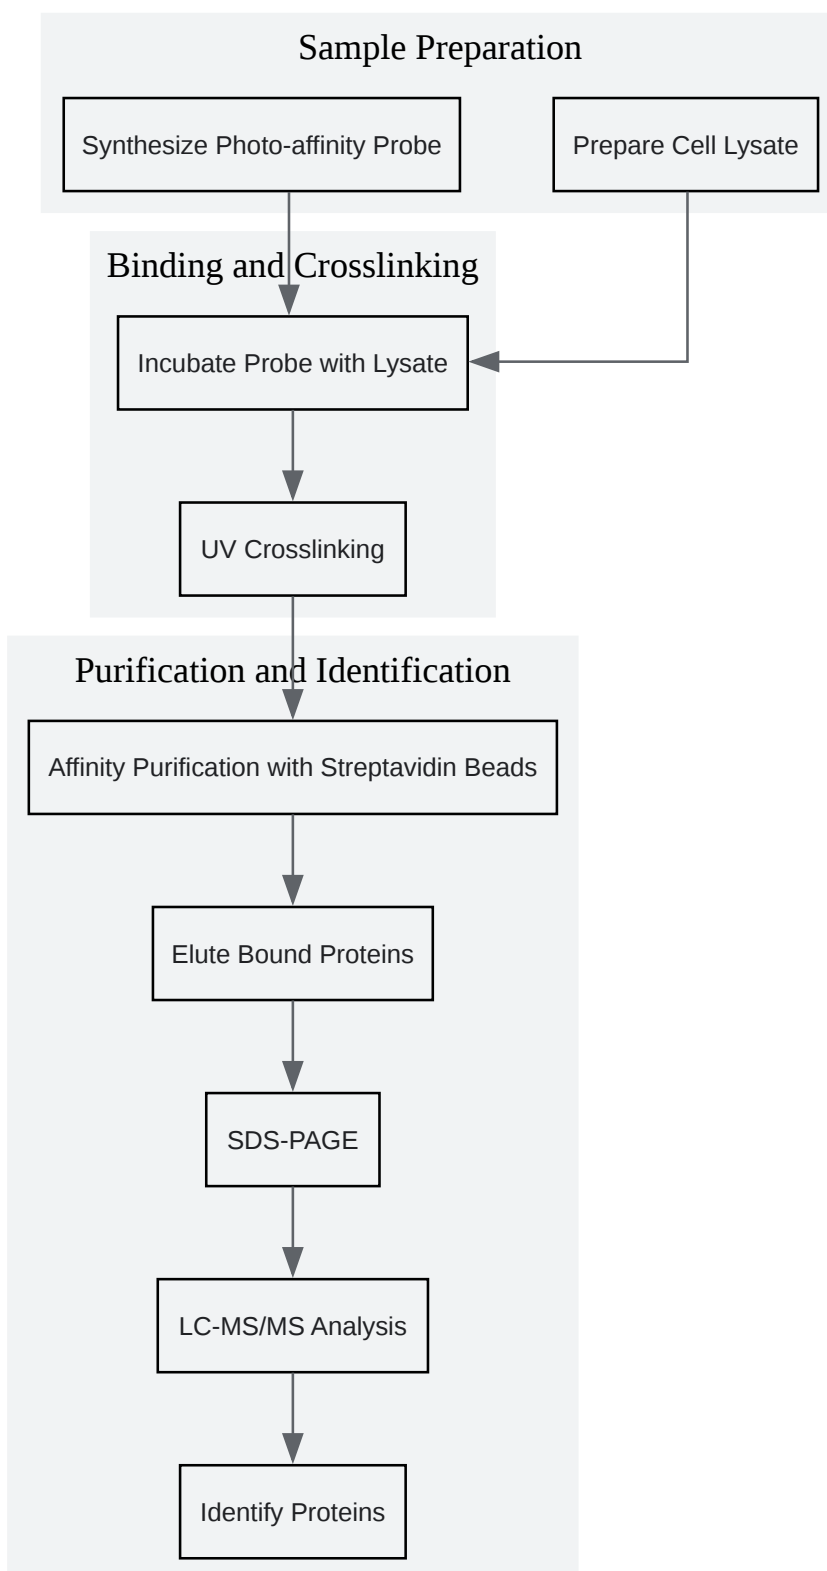 Sample Preparation
Synthesize Photo-affinity Probe
Prepare Cell Lysate
Binding and Crosslinking
Incubate Probe with Lysate
UV Crosslinking
Purification and Identification
Affinity Purification with Streptavidin Beads
Elute Bound Proteins
SDS-PAGE
LC-MS/MS Analysis
Identify Proteins